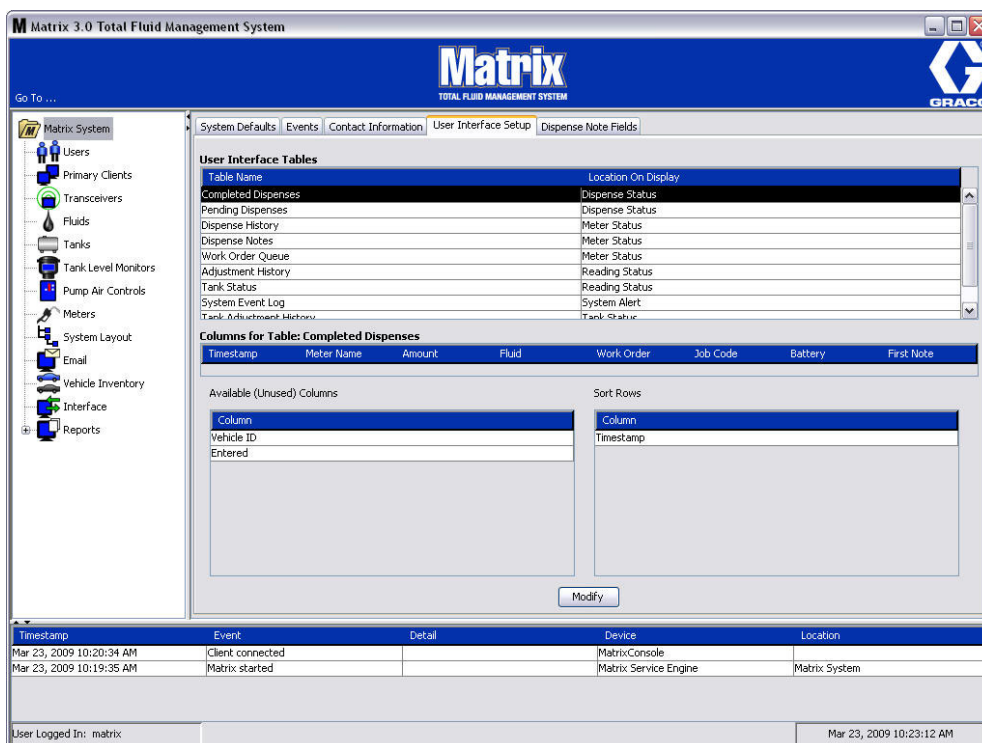 M Matrix 3.0 Total Fluid Management System
Matrix
TOTAL FLUID MANAGEMENT SYSTEM
Go To ...
GRACO
Matrix System
Users
Primary Clients
Transceivers
Fluids
Tanks
Tank Level Monitors
Pump Air Controls
Meters
System Layout
Email
Vehicle Inventory
Interface
Reports
System Defaults Events Contact Information User Interface Setup Dispense Note Fields
User Interface Tables
Table Name Location On Display
Completed Dispenses Dispense Status
Pending Dispenses Dispense Status
Dispense History Meter Status
Dispense Notes Meter Status
Work Order Queue Meter Status
Adjustment History Reading Status
Tank Status Reading Status
System Event Log System Alert
Tank Adjustment History Tank Status
Columns for Table: Completed Dispenses
Timestamp Meter Name Amount Fluid Work Order Job Code Battery First Note
Available (Unused) Columns Sort Rows
Column Column
Vehicle ID Timestamp
Entered
Modify
Timestamp Event Detail Device Location
Mar 23, 2009 10:20:34 AM Client connected MatrixConsole
Mar 23, 2009 10:19:35 AM Matrix started Matrix Service Engine Matrix System
User Logged In: matrix Mar 23, 2009 10:23:12 AM